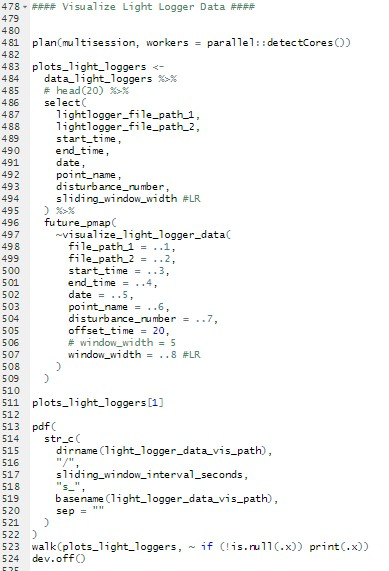 478 #### Visualize Light Logger Data ####
479
480
481 plan(multisession, workers = parallel::detectCores())
482
483 plots_light_loggers <-
484 data_light_loggers %>%
485 # head(20) %>%
486 select(
487 lightlogger_file_path_1,
488 lightlogger_file_path_2,
489 start_time,
490 end_time,
491 date,
492 point_name,
493 disturbance_number,
494 sliding_window_width #LR
495 ) %>%
496 future_pmap(
497 ~visualize_light_logger_data(
498 file_path_1 = ..1,
499 file_path_2 = ..2,
500 start_time = ..3,
501 end_time = ..4,
502 date = ..5,
503 point_name = ..6,
504 disturbance_number = ..7,
505 offset_time = 20,
506 # window_width = 5
507 window_width = ..8 #LR
508 )
509 )
510
511 plots_light_loggers[1]
512
513 pdf(
514 str_c(
515 dirname(light_logger_data_vis_path),
516 "/",
517 sliding_window_interval_seconds,
518 "s_",
519 basename(light_logger_data_vis_path),
520 sep = ""
521 )
522 )
523 walk(plots_light_loggers, ~ if (!is.null(.x)) print(.x))
524 dev.off()